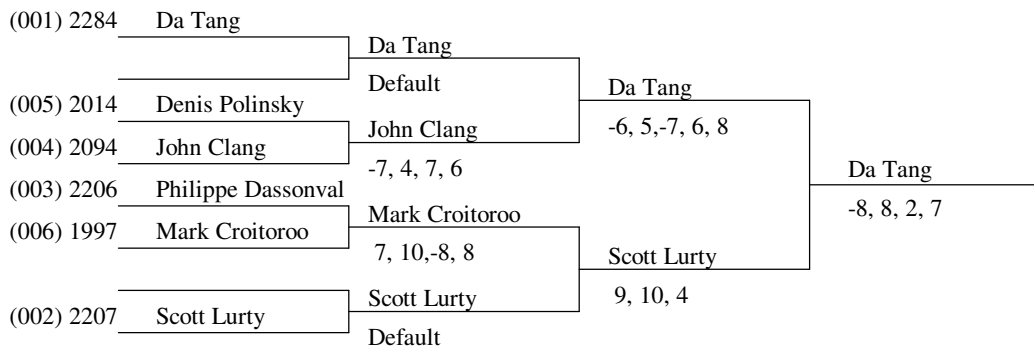 (001) 2284 Da Tang
(005) 2014 Denis Polinsky
(004) 2094 John Clang
(003) 2206 Philippe Dassonval
(006) 1997 Mark Croitoroo
(002) 2207 Scott Lurty
Da Tang
Default
John Clang
-7, 4, 7, 6
Mark Croitoroo
7, 10,-8, 8
Scott Lurty
Default
Da Tang
-6, 5,-7, 6, 8
Scott Lurty
9, 10, 4
Da Tang
-8, 8, 2, 7